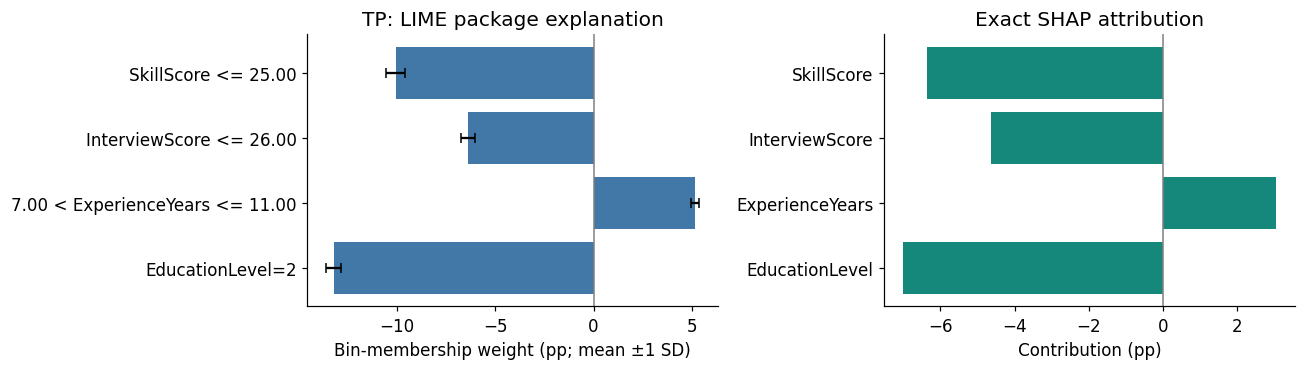 TP: LIME package explanation
SkillScore <= 25.00
InterviewScore <= 26.00
7.00 < ExperienceYears <= 11.00
EducationLevel=2
−10 −5 0 5
Bin-membership weight (pp; mean ±1 SD)
Exact SHAP attribution
SkillScore
InterviewScore
ExperienceYears
EducationLevel
−6 −4 −2 0 2
Contribution (pp)